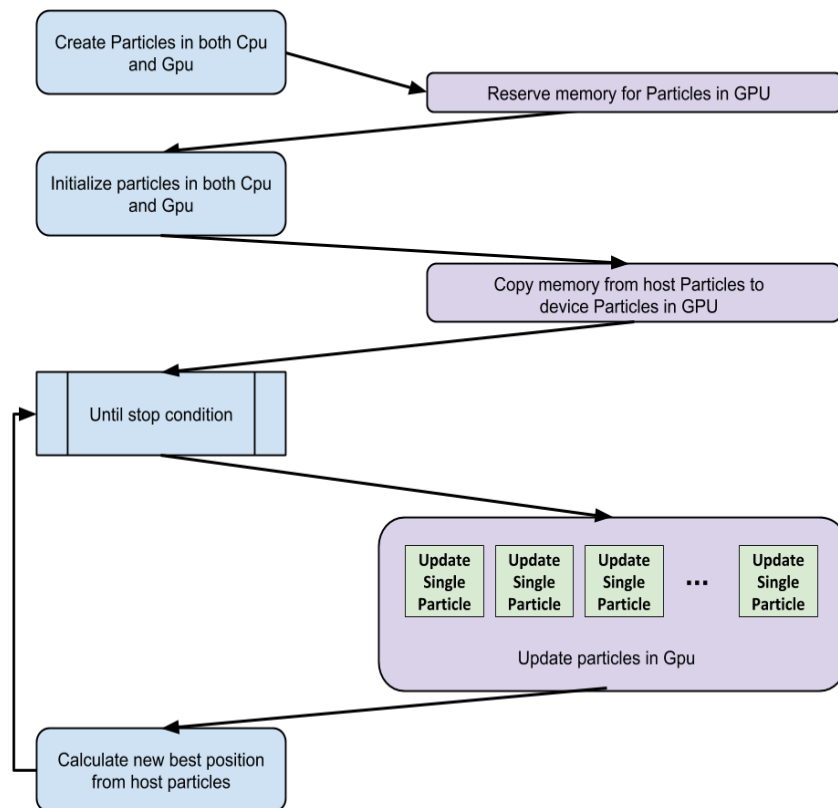 Create Particles in both Cpu
and Gpu
Reserve memory for Particles in GPU
Initialize particles in both Cpu
and Gpu
Copy memory from host Particles to
device Particles in GPU
Until stop condition
Update
Single
Particle
Update
Single
Particle
Update
Single
Particle
...
Update
Single
Particle
Update particles in Gpu
Calculate new best position
from host particles